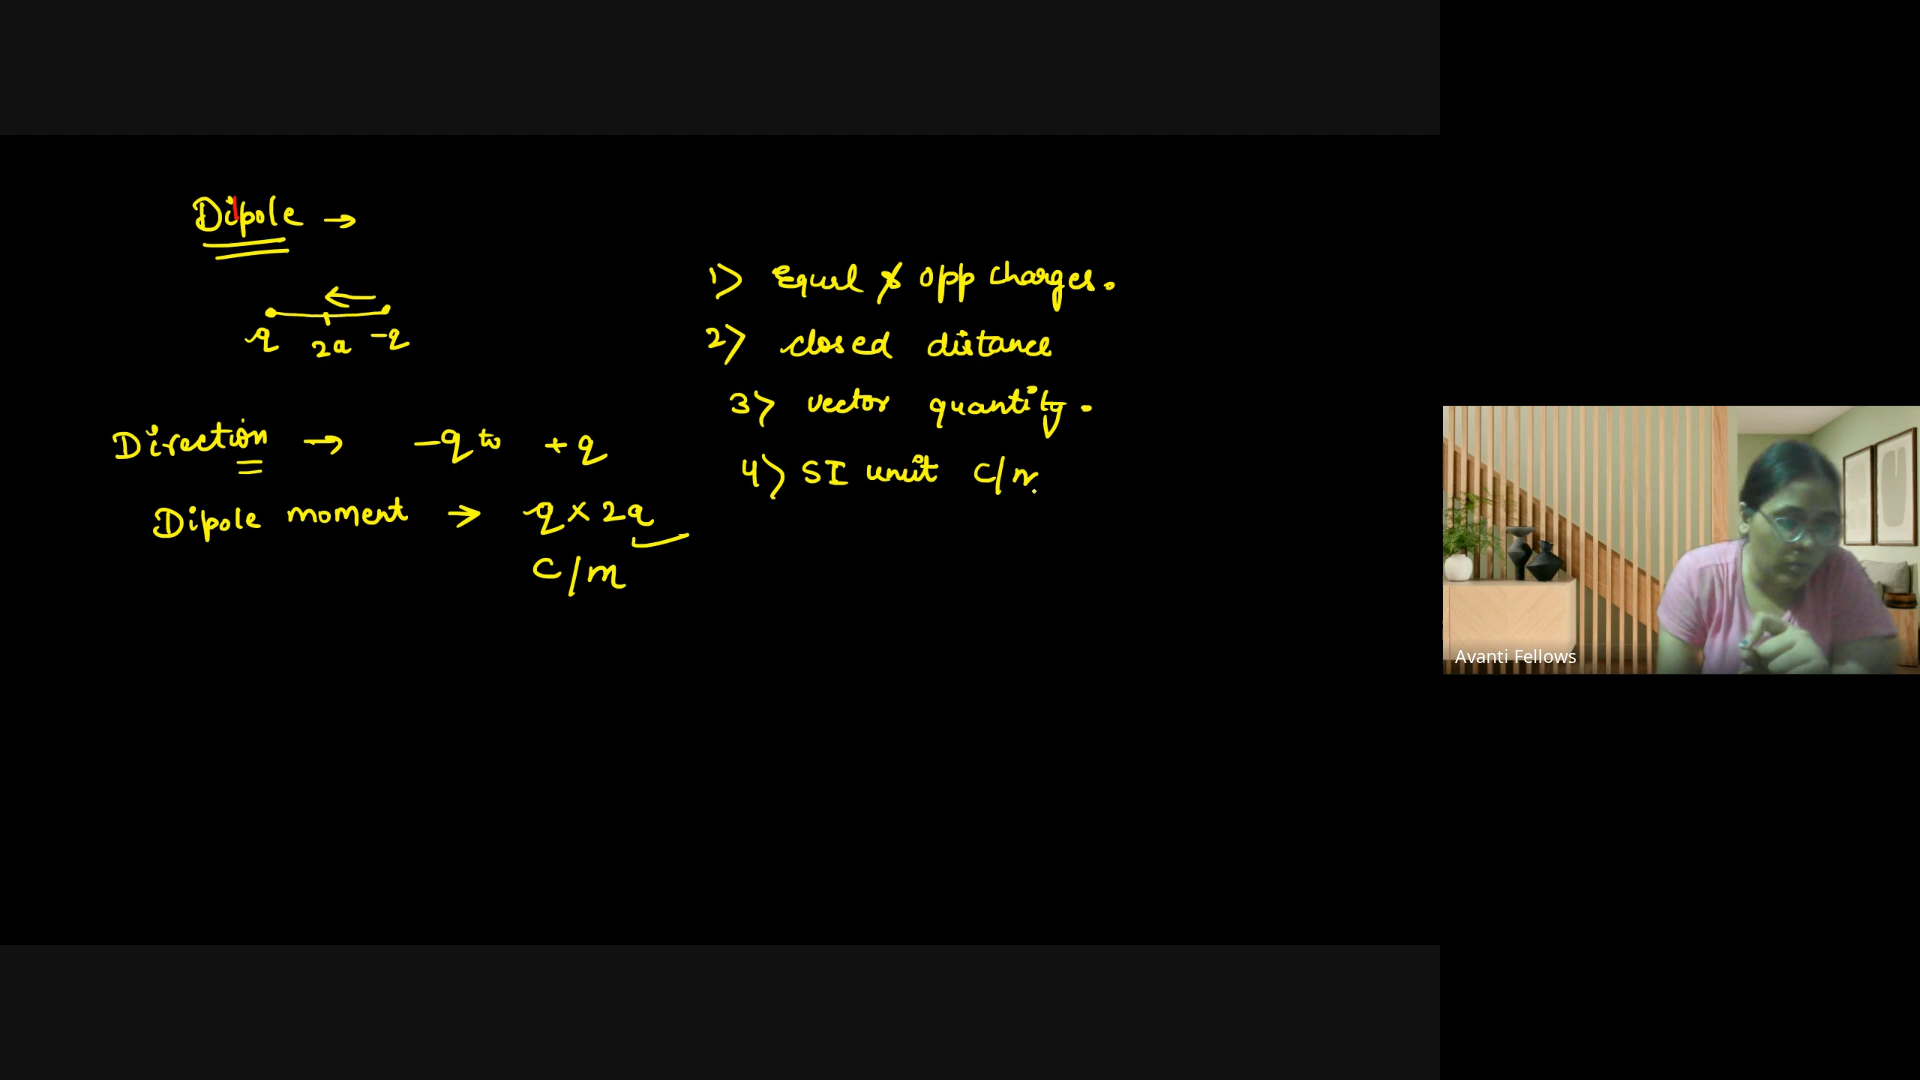 Dipole →
q 2a -q
Direction → -q to +q
Dipole moment → q × 2a
C/m
1) Equal & opp charges.
2) closed distance
3) vector quantity.
4) SI unit C/m
Avanti Fellows